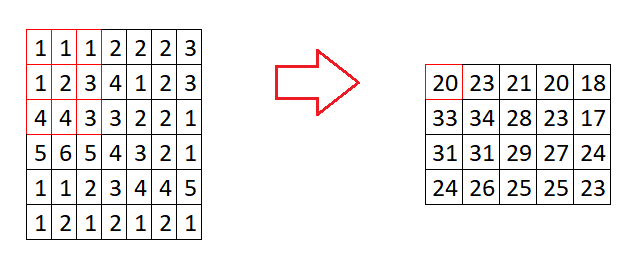 1 1 1 2 2 2 3
1 2 3 4 1 2 3
4 4 3 3 2 2 1
5 6 5 4 3 2 1
1 1 2 3 4 4 5
1 2 1 2 1 2 1
20 23 21 20 18
33 34 28 23 17
31 31 29 27 24
24 26 25 25 23